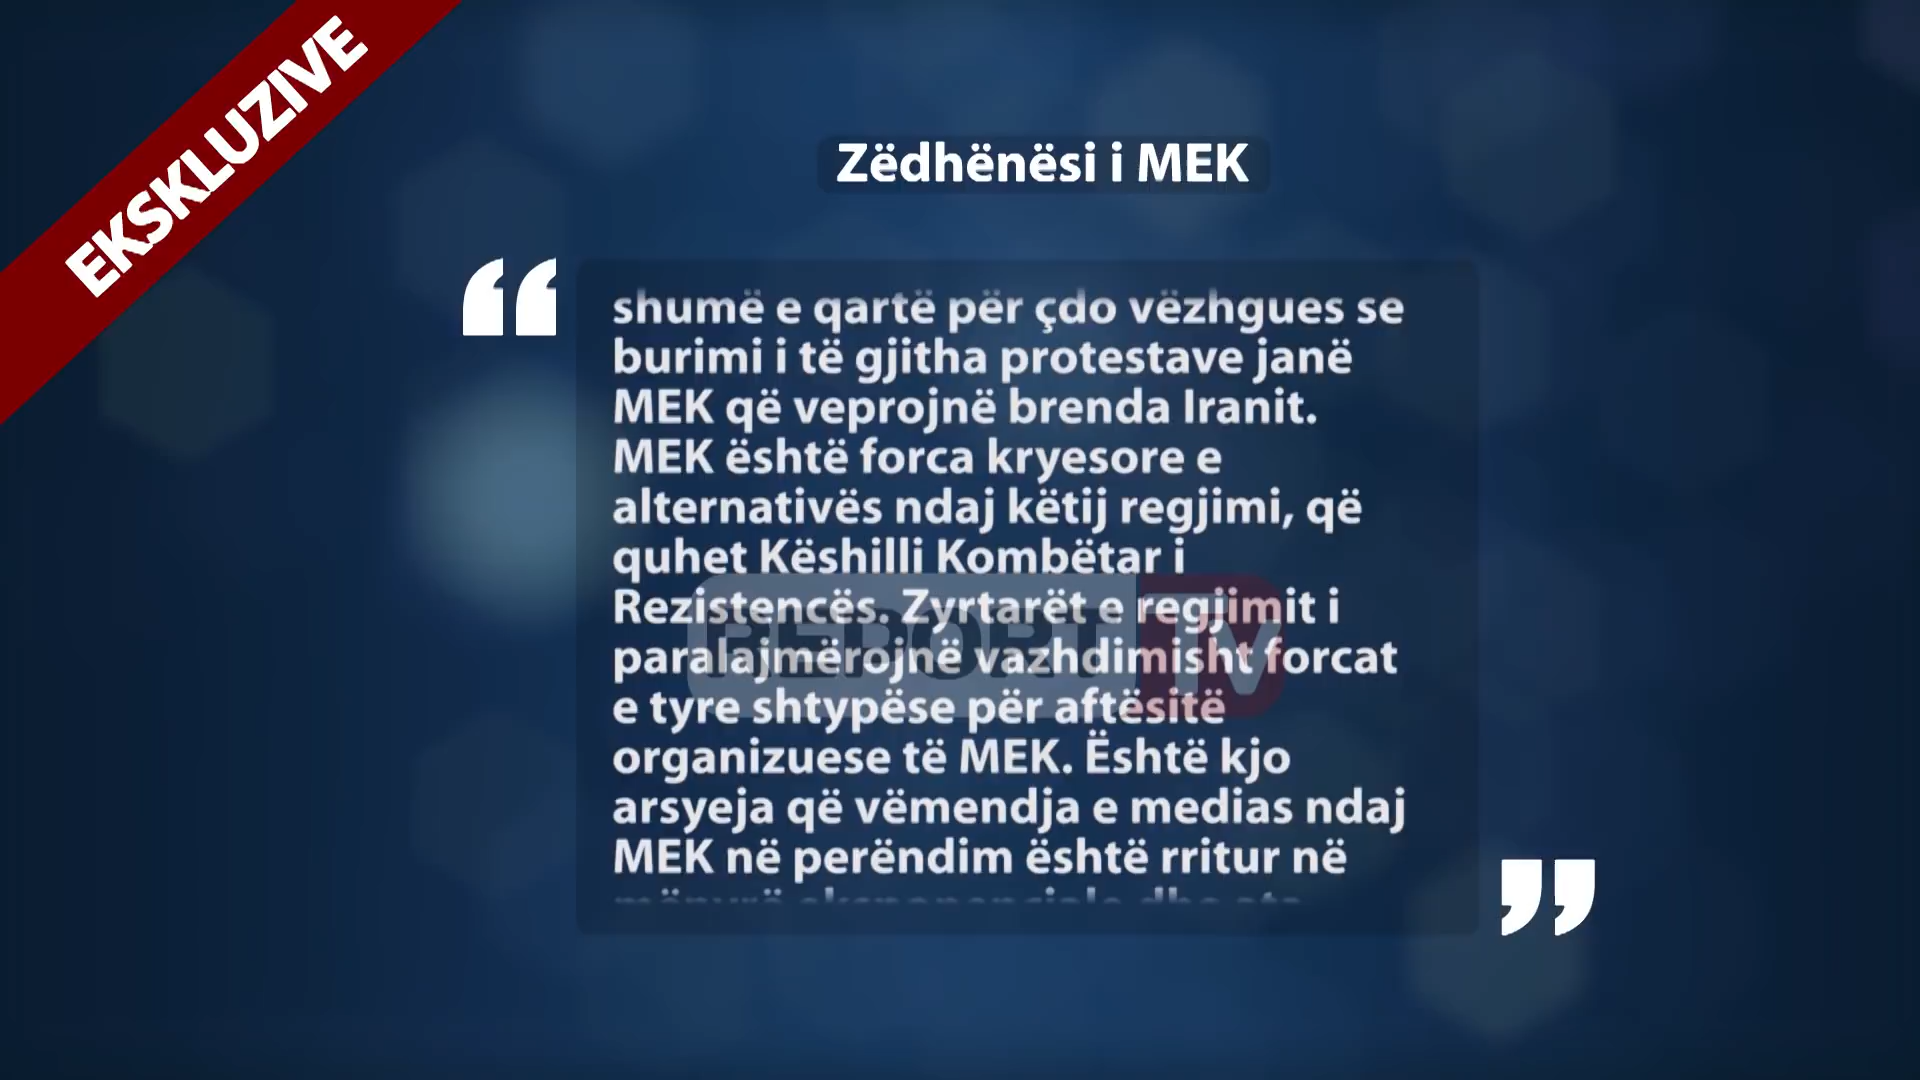 EKSKLUZIVE
Zëdhënësi i MEK
shumë e qartë për çdo vëzhgues se
burimi i të gjitha protestave janë
MEK që veprojnë brenda Iranit.
MEK është forca kryesore e
alternativës ndaj këtij regjimi, që
quhet Këshilli Kombëtar i
Rezistencës. Zyrtarët e regjimit i
paralajmërojnë vazhdimisht forcat
e tyre shtypëse për aftësitë
organizuese të MEK. Është kjo
arsyeja që vëmendja e medias ndaj
MEK në perëndim është rritur në
REPORT TV